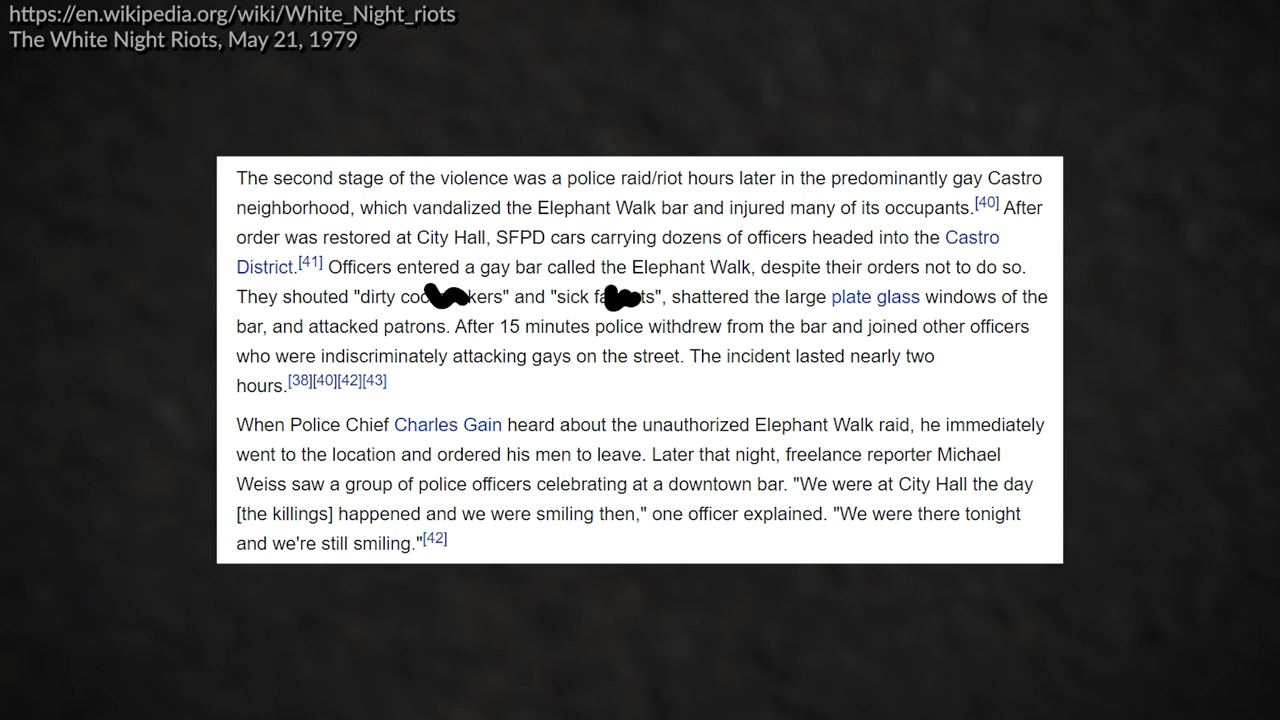 https://en.wikipedia.org/wiki/White_Night_riots
The White Night Riots, May 21, 1979
The second stage of the violence was a police raid/riot hours later in the predominantly gay Castro
neighborhood, which vandalized the Elephant Walk bar and injured many of its occupants.[40] After
order was restored at City Hall, SFPD cars carrying dozens of officers headed into the Castro
District.[41] Officers entered a gay bar called the Elephant Walk, despite their orders not to do so.
They shouted "dirty coc kers" and "sick fa ts", shattered the large plate glass windows of the
bar, and attacked patrons. After 15 minutes police withdrew from the bar and joined other officers
who were indiscriminately attacking gays on the street. The incident lasted nearly two
hours.[38][40][42][43]
When Police Chief Charles Gain heard about the unauthorized Elephant Walk raid, he immediately
went to the location and ordered his men to leave. Later that night, freelance reporter Michael
Weiss saw a group of police officers celebrating at a downtown bar. "We were at City Hall the day
[the killings] happened and we were smiling then," one officer explained. "We were there tonight
and we're still smiling."[42]